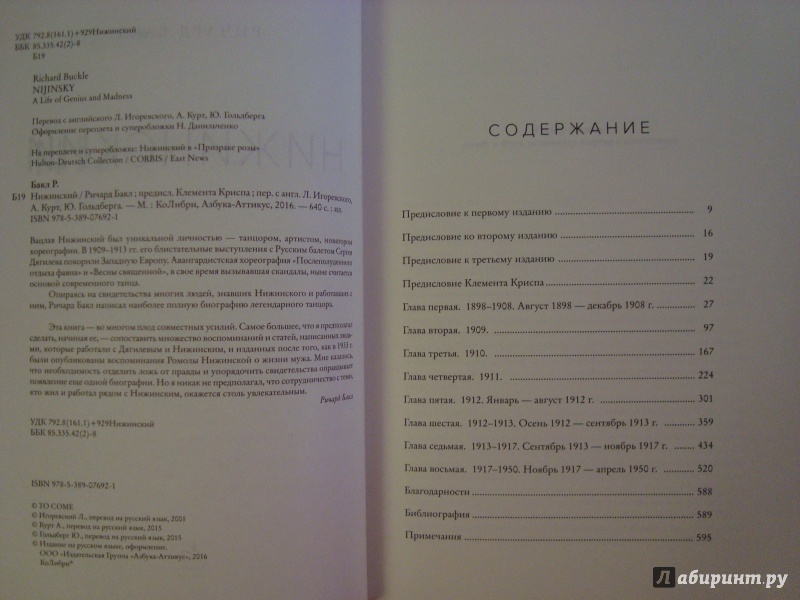 УДК 792.8(161.1)+929Нижинский
ББК 85.335.42(2)-8
Б19
Richard Buckle
NIJINSKY
A Life of Genius and Madness
Перевод с английского Л. Игоревского, А. Курт, Ю. Гольдберга
Оформление переплета и суперобложки Н. Данильченко
На переплете и суперобложке: Нижинский в «Призраке розы»
Hulton-Deutsch Collection / CORBIS / East News
Бакл Р.
Б19 Нижинский / Ричард Бакл ; предисл. Клемента Криспа ; пер. с англ. Л. Игоревского,
А. Курт, Ю. Гольдберга. — М. : КоЛибри, Азбука-Аттикус, 2016. — 640 с. : ил.
ISBN 978-5-389-07692-1
Вацлав Нижинский был уникальной личностью — танцором, артистом, новатором
хореографии. В 1909–1913 гг. его блистательные выступления с Русским балетом Сергея
Дягилева покорили Западную Европу. Авангардистская хореография «Послеполуденного
отдыха фавна» и «Весны священной», в свое время вызывавшая скандалы, ныне считается
основой современного танца.
Опираясь на свидетельства многих людей, знавших Нижинского и работавших с
ним, Ричард Бакл написал наиболее полную биографию легендарного танцора.
Эта книга — во многом плод совместных усилий. Самое большее, что я предполагал
сделать, начиная ее, — сопоставить множество воспоминаний и статей, написанных людьми,
которые работали с Дягилевым и Нижинским, и изданных после того, как в 1933 г.
были опубликованы воспоминания Ромолы Нижинской о жизни мужа. Мне казалось,
что необходимость отделить ложь от правды и упорядочить свидетельства оправдывает
появление еще одной биографии. Но я никак не предполагал, что сотрудничество с теми,
кто жил и работал рядом с Нижинским, окажется столь увлекательным.
Ричард Бакл
УДК 792.8(161.1)+929Нижинский
ББК 85.335.42(2)-8
ISBN 978-5-389-07692-1
© TO COME
© Игоревский Л., перевод на русский язык, 2001
© Курт А., перевод на русский язык, 2015
© Гольдберг Ю., перевод на русский язык, 2015
© Издание на русском языке, оформление.
ООО «Издательская Группа «Азбука-Аттикус», 2016
КоЛибри®
СОДЕРЖАНИЕ
Предисловие к первому изданию 9
Предисловие ко второму изданию 16
Предисловие к третьему изданию 19
Предисловие Клемента Криспа 22
Глава первая. 1898–1908. Август 1898 — декабрь 1908 г. 27
Глава вторая. 1909. 97
Глава третья. 1910. 167
Глава четвертая. 1911. 224
Глава пятая. 1912. Январь — август 1912 г. 301
Глава шестая. 1912–1913. Осень 1912 — сентябрь 1913 г. 359
Глава седьмая. 1913–1917. Сентябрь 1913 — ноябрь 1917 г. 434
Глава восьмая. 1917–1950. Ноябрь 1917 — апрель 1950 г. 520
Благодарности 588
Библиография 589
Примечания 595
Лабиринт.ру